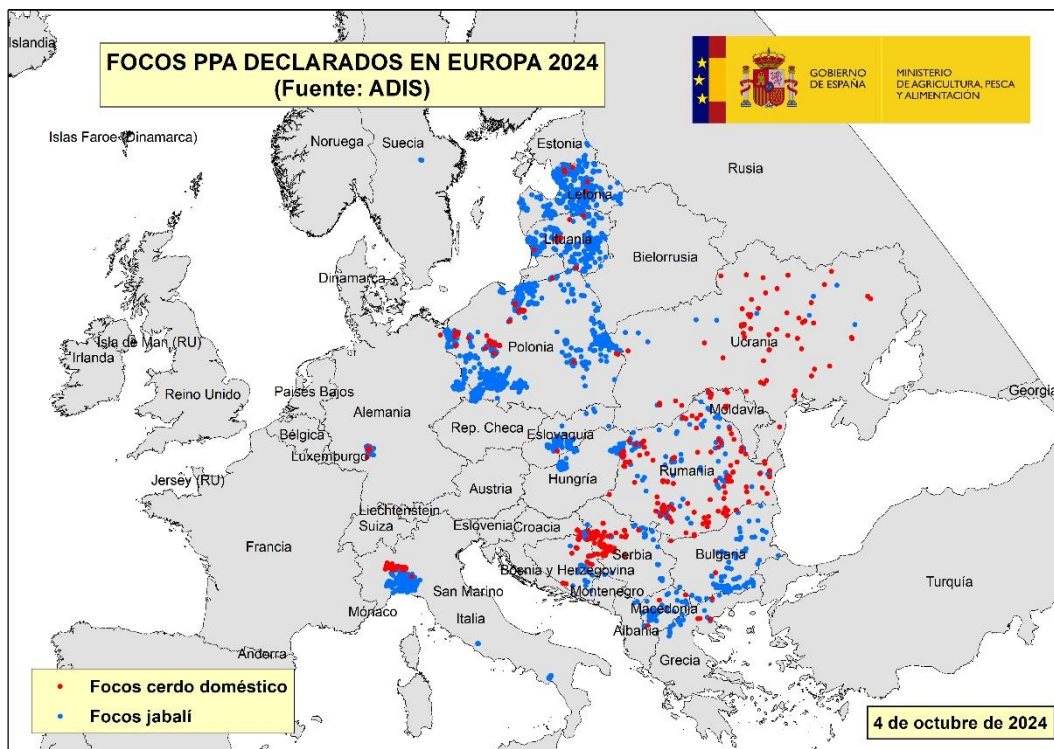 Islandia
FOCOS PPA DECLARADOS EN EUROPA 2024
(Fuente: ADIS)
GOBIERNO
DE ESPAÑA
MINISTERIO
DE AGRICULTURA, PESCA
Y ALIMENTACIÓN
Islas Faroe (Dinamarca)
Noruega
Suecia
Estonia
Rusia
Letonia
Lituania
Bielorrusia
Dinamarca
Isla de Man (RU)
Irlanda
Reino Unido
Países Bajos
Polonia
Ucrania
Alemania
Bélgica
Luxemburgo
Rep. Checa
Eslovaquia
Moldavia
Georgia
Jersey (RU)
Austria
Hungría
Rumania
Liechtenstein
Suiza
Eslovenia
Croacia
Francia
Serbia
Bosnia y Herzegovina
Bulgaria
San Marino
Montenegro
Turquía
Mónaco
Italia
Macedonia
Albania
Andorra
Grecia
Focos cerdo doméstico
Focos jabalí
4 de octubre de 2024